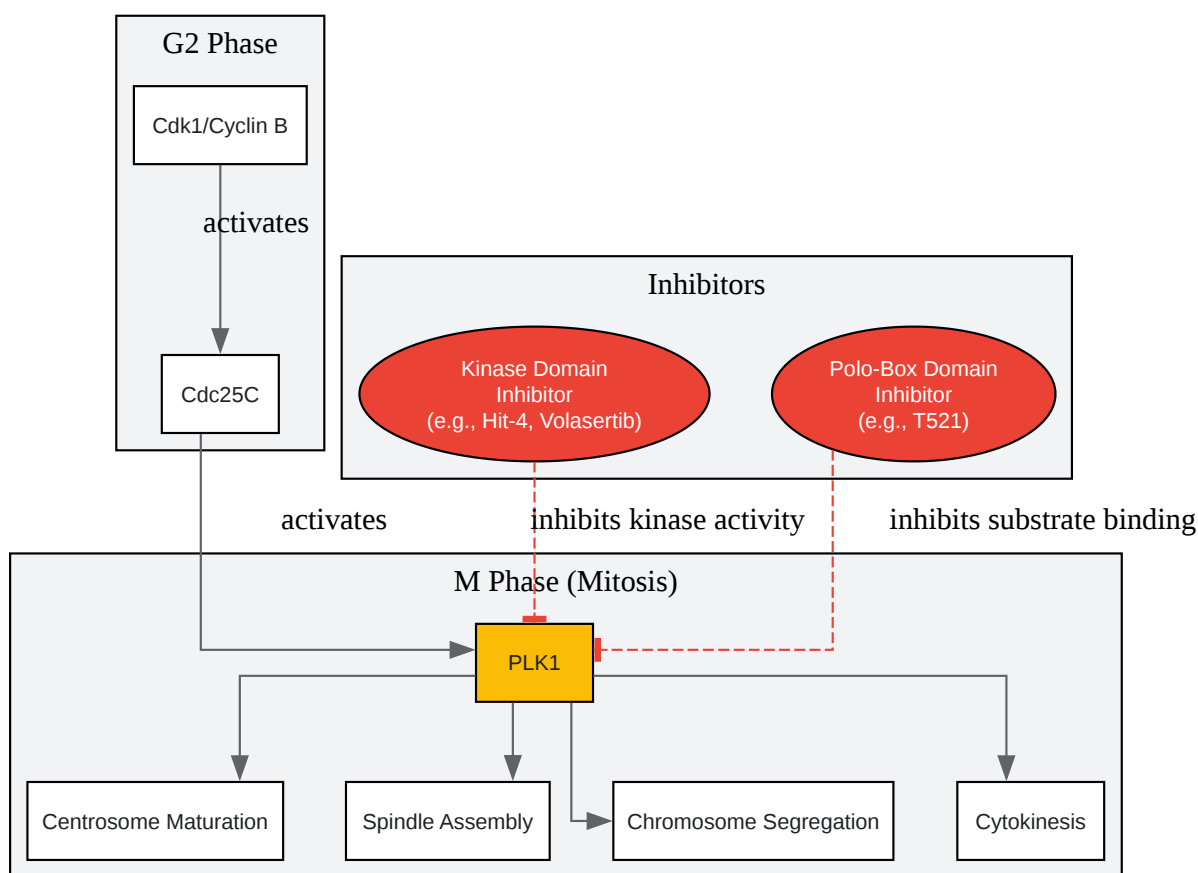 G2 Phase
Cdk1/Cyclin B
activates
Cdc25C
Inhibitors
Kinase Domain
Inhibitor
(e.g., Hit-4, Volasertib)
Polo-Box Domain
Inhibitor
(e.g., T521)
activates
inhibits kinase activity
inhibits substrate binding
M Phase (Mitosis)
PLK1
Centrosome Maturation
Spindle Assembly
Chromosome Segregation
Cytokinesis